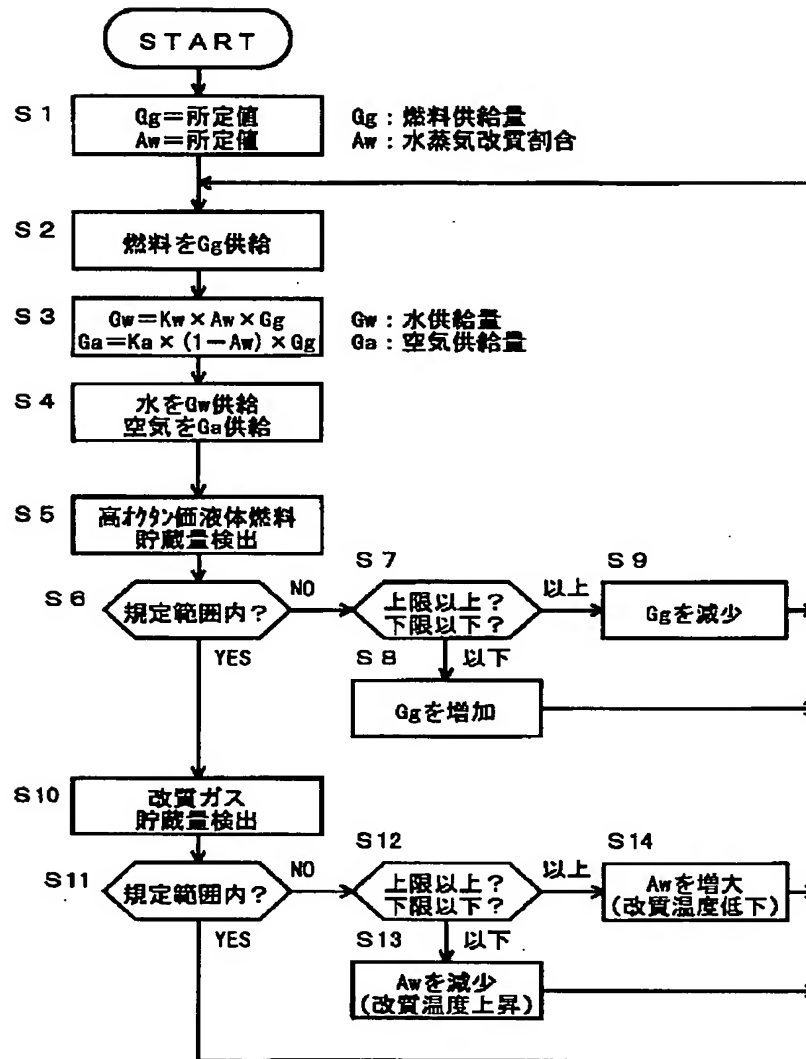 START
S1
Gg＝所定値
Aw＝所定値
Gg：燃料供給量
Aw：水蒸気改質割合
S2
燃料をGg供給
S3
Gw＝Kw×Aw×Gg
Ga＝Ka×(1－Aw)×Gg
Gw：水供給量
Ga：空気供給量
S4
水をGw供給
空気をGa供給
S5
高オクタン価液体燃料
貯蔵量検出
S6
規定範囲内？
NO
YES
S7
上限以上？
下限以下？
以上
以下
S9
Ggを減少
S8
Ggを増加
S10
改質ガス
貯蔵量検出
S11
規定範囲内？
NO
YES
S12
上限以上？
下限以下？
以上
以下
S14
Awを増大
(改質温度低下)
S13
Awを減少
(改質温度上昇)